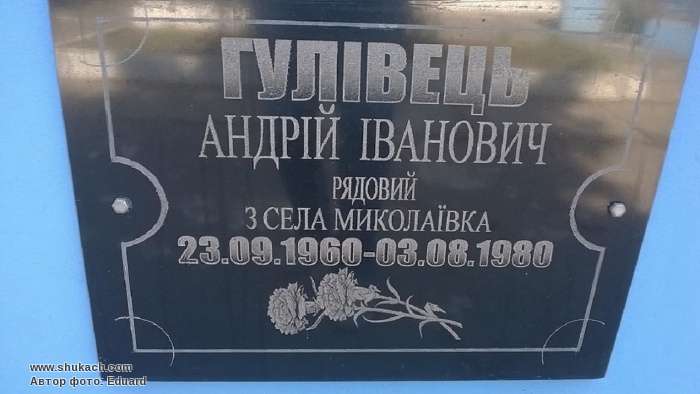 ГУЛІВЕЦЬ
АНДРІЙ ІВАНОВИЧ
РЯДОВИЙ
З СЕЛА МИКОЛАЇВКА
23.09.1960-03.08.1980
www.shukach.com
Автор фото: Eduard